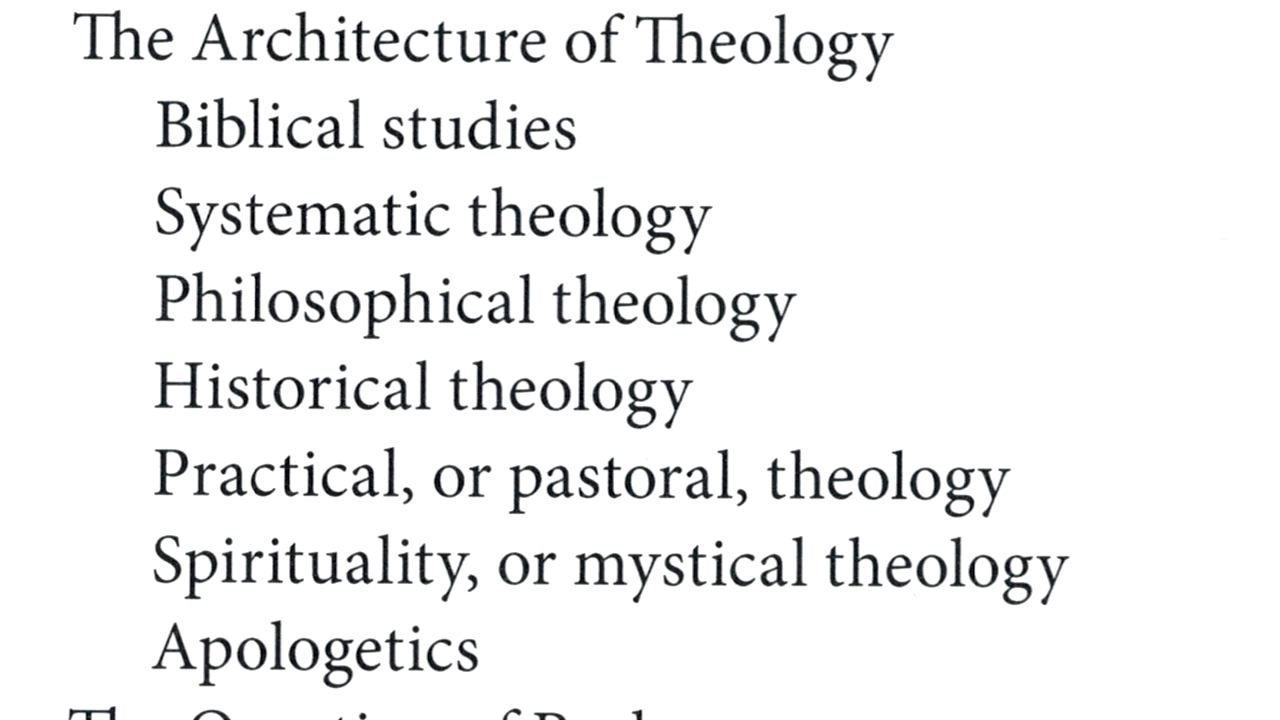 The Architecture of Theology
Biblical studies
Systematic theology
Philosophical theology
Historical theology
Practical, or pastoral, theology
Spirituality, or mystical theology
Apologetics